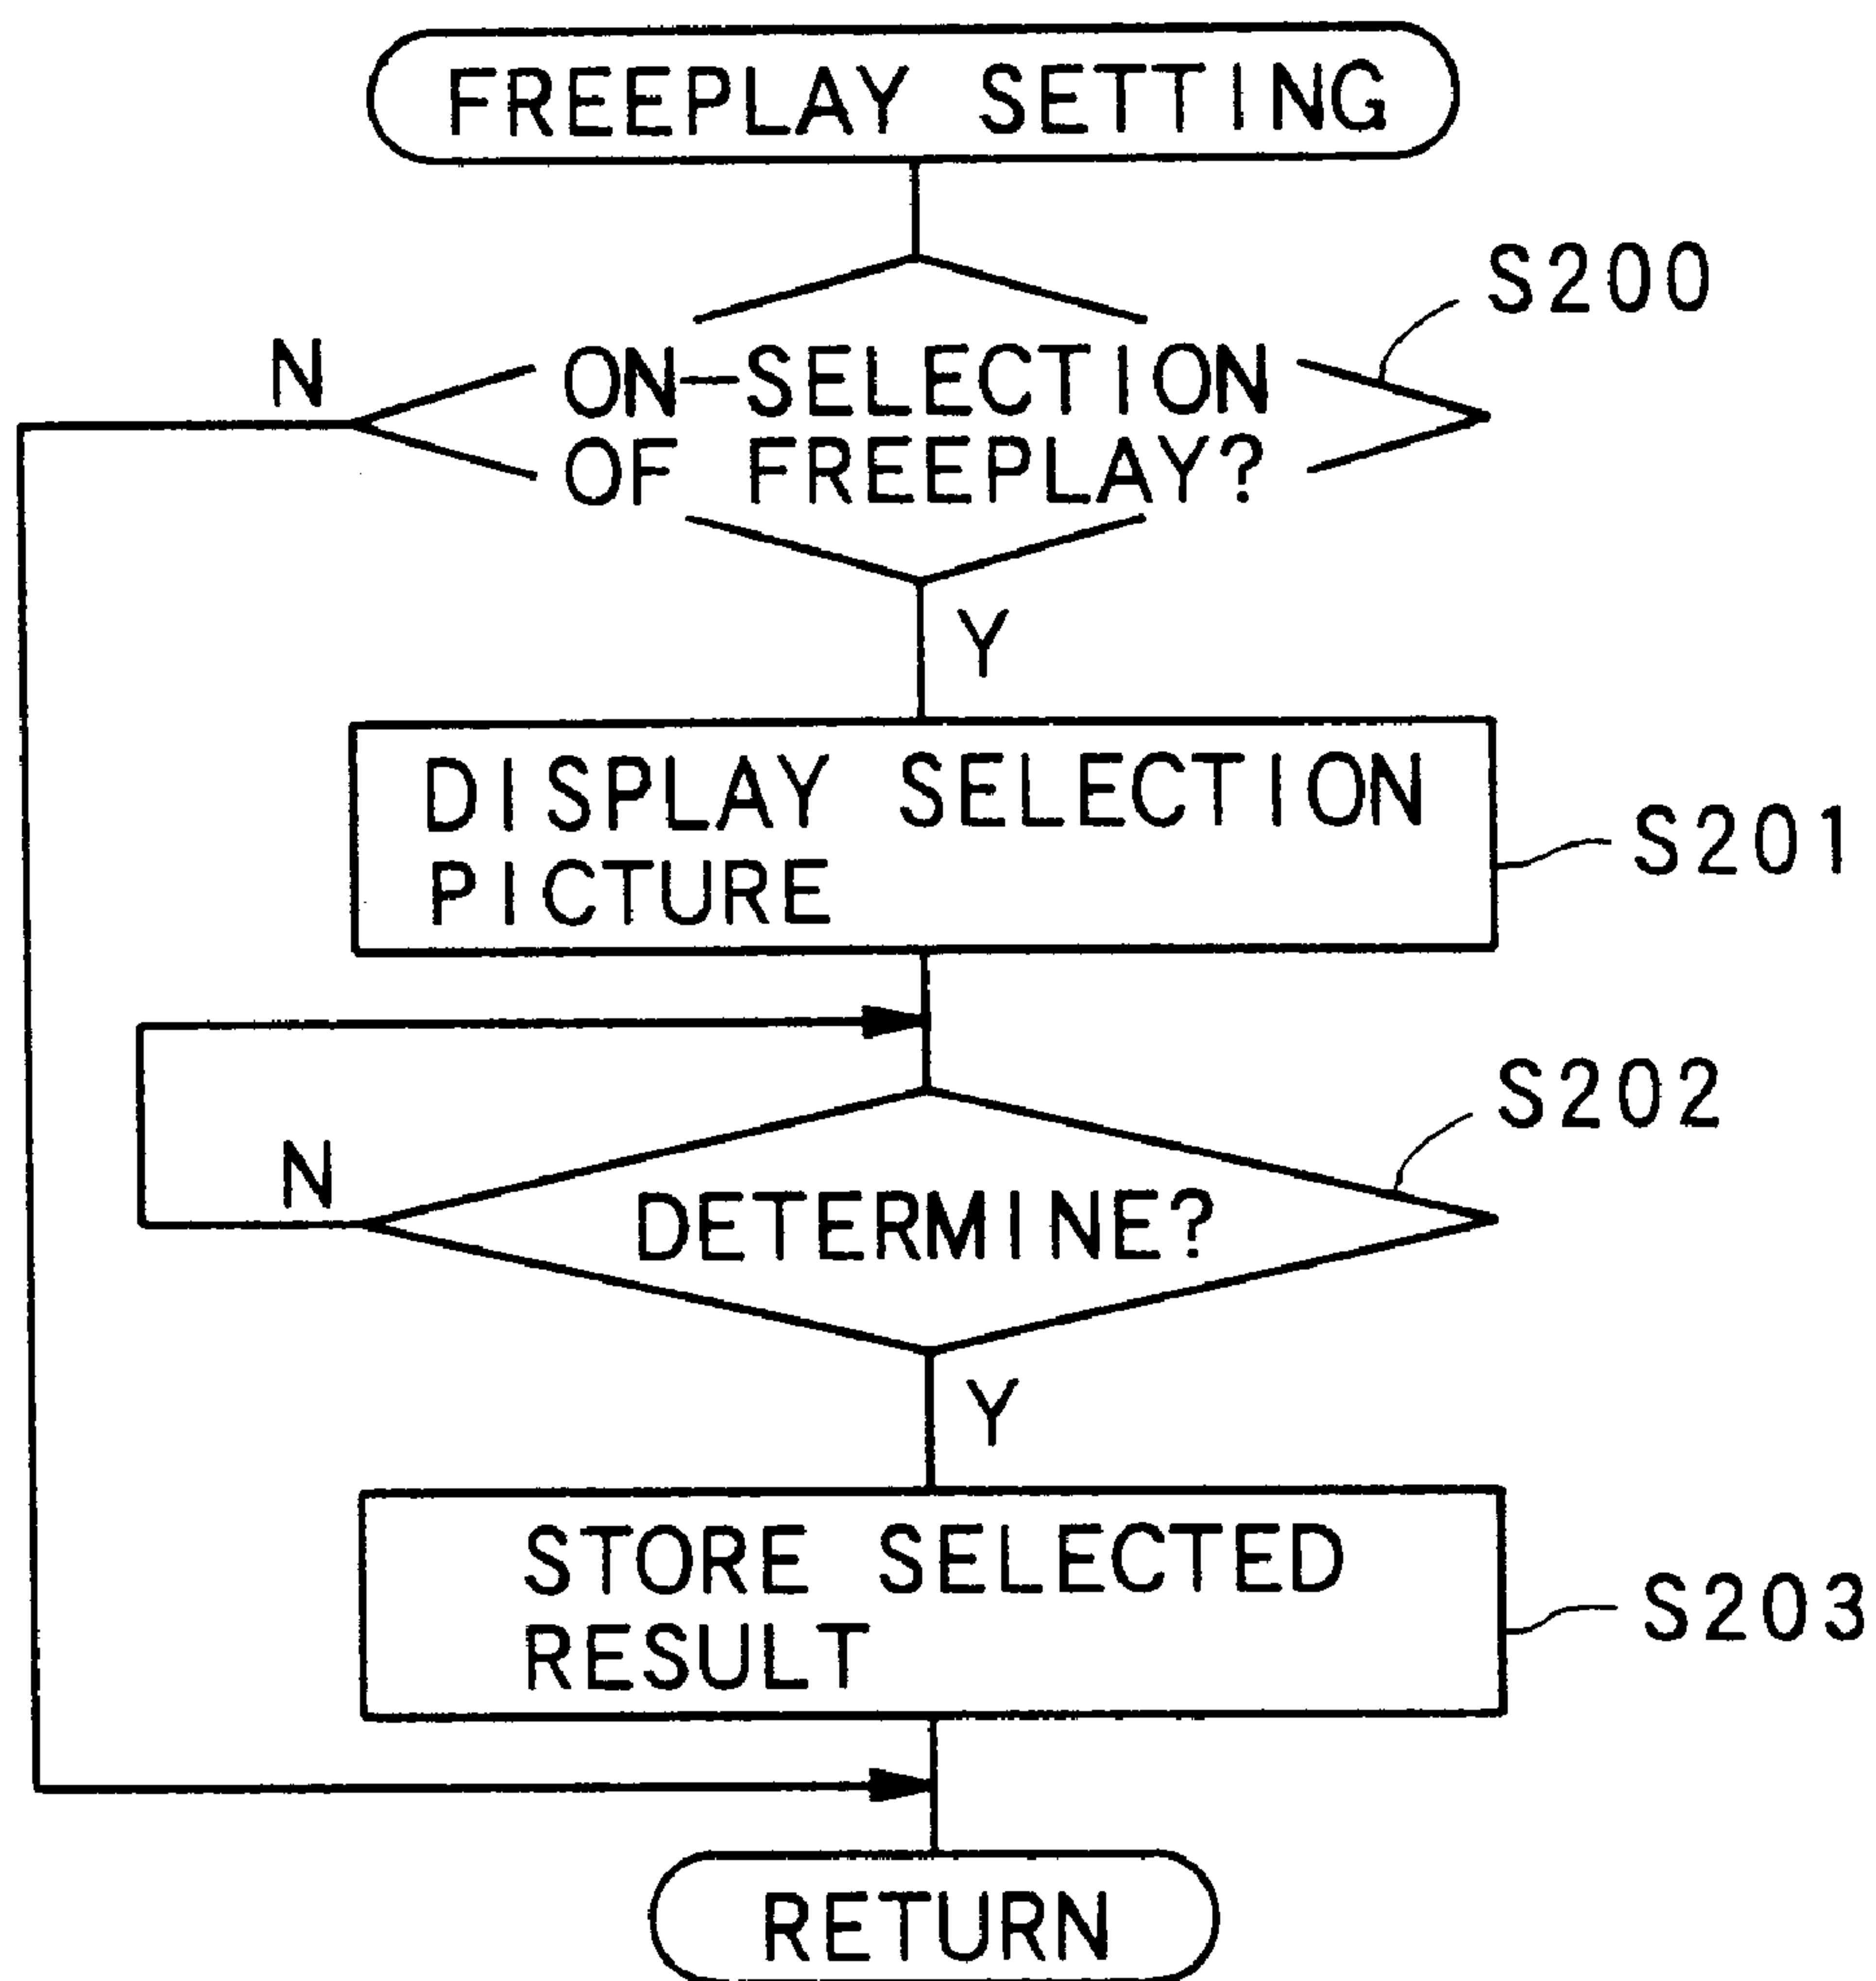 FREEPLAY SETTING
S200
N
ON-SELECTION
OF FREEPLAY?
Y
DISPLAY SELECTION
PICTURE
S201
S202
N
DETERMINE?
Y
STORE SELECTED
RESULT
S203
RETURN